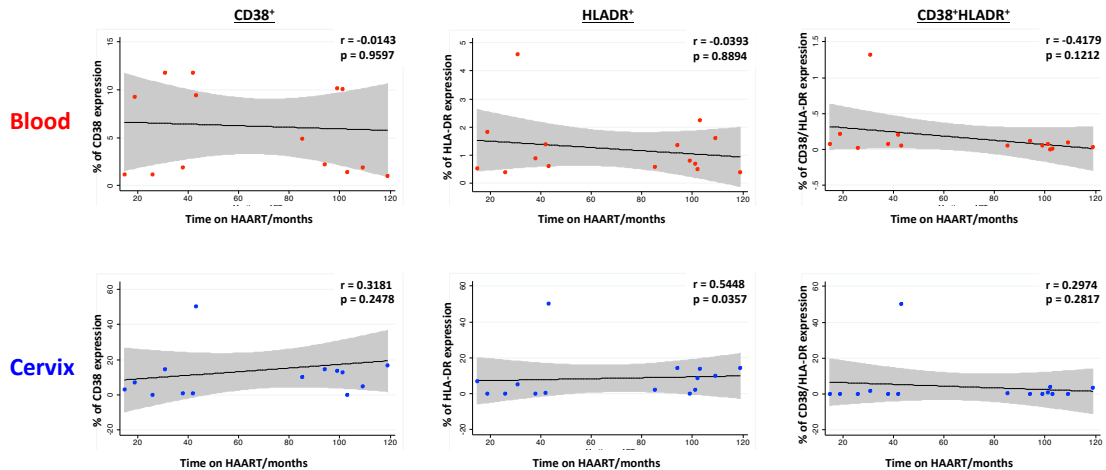 CD38⁺
HLADR⁺
CD38⁺HLADR⁺
Blood
% of CD38 expression
0 5 10 15
r = -0.0143
p = 0.9597
20 40 60 80 100 120
Time on HAART/months
% of HLA-DR expression
0 1 2 3 4 5
r = -0.0393
p = 0.8894
20 40 60 80 100 120
Time on HAART/months
% of CD38/HLA-DR expression
-.5 0 .5 1 1.5
r = -0.4179
p = 0.1212
20 40 60 80 100 120
Time on HAART/months
Cervix
% of CD38 expression
-20 0 20 40 60
r = 0.3181
p = 0.2478
20 40 60 80 100 120
Time on HAART/months
% of HLA-DR expression
-20 0 20 40 60
r = 0.5448
p = 0.0357
20 40 60 80 100 120
Time on HAART/months
% of CD38/HLA-DR expression
-20 0 20 40 60
r = 0.2974
p = 0.2817
20 40 60 80 100 120
Time on HAART/months